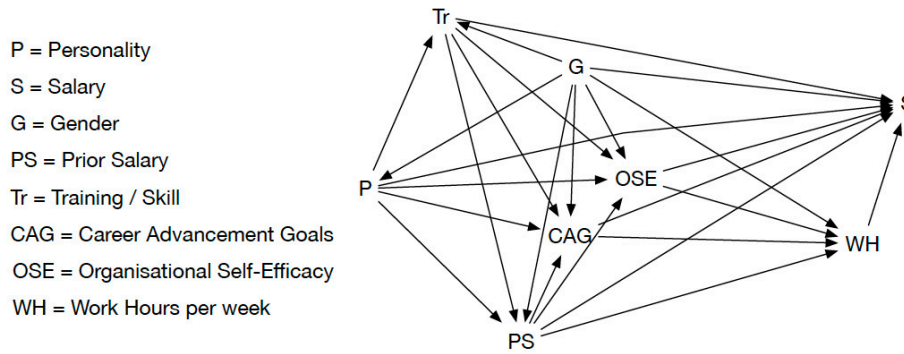 P = Personality
S = Salary
G = Gender
PS = Prior Salary
Tr = Training / Skill
CAG = Career Advancement Goals
OSE = Organisational Self-Efficacy
WH = Work Hours per week
Tr
G
S
P
OSE
CAG
WH
PS